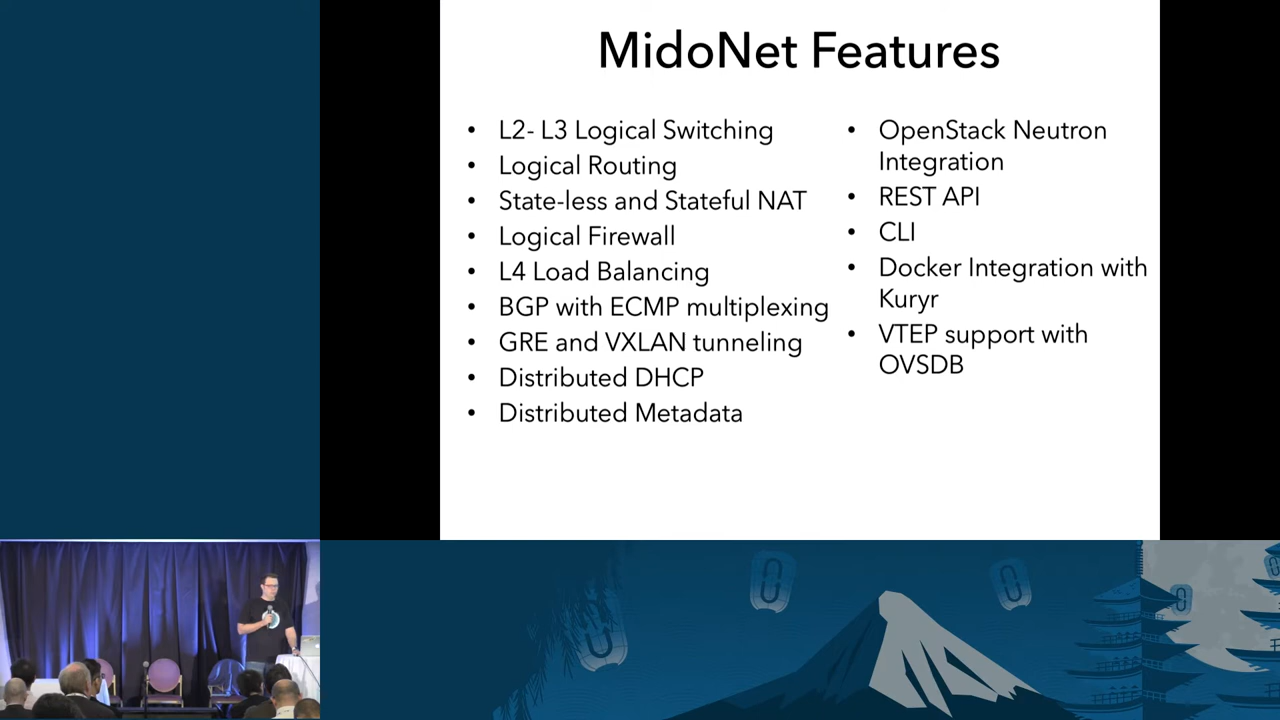 MidoNet Features
• L2- L3 Logical Switching
• Logical Routing
• State-less and Stateful NAT
• Logical Firewall
• L4 Load Balancing
• BGP with ECMP multiplexing
• GRE and VXLAN tunneling
• Distributed DHCP
• Distributed Metadata
• OpenStack Neutron
Integration
• REST API
• CLI
• Docker Integration with
Kuryr
• VTEP support with
OVSDB